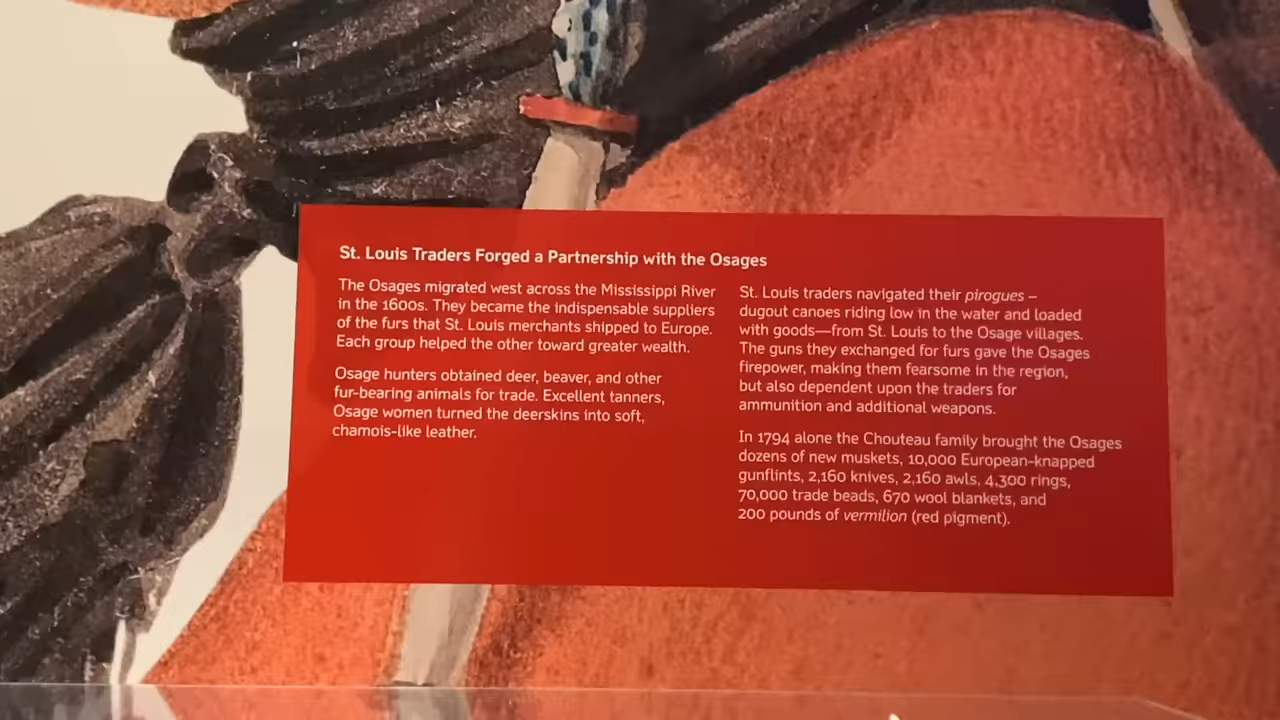 St. Louis Traders Forged a Partnership with the Osages
The Osages migrated west across the Mississippi River
in the 1600s. They became the indispensable suppliers
of the furs that St. Louis merchants shipped to Europe.
Each group helped the other toward greater wealth.
Osage hunters obtained deer, beaver, and other
fur-bearing animals for trade. Excellent tanners,
Osage women turned the deerskins into soft,
chamois-like leather.
St. Louis traders navigated their pirogues –
dugout canoes riding low in the water and loaded
with goods—from St. Louis to the Osage villages.
The guns they exchanged for furs gave the Osages
firepower, making them fearsome in the region,
but also dependent upon the traders for
ammunition and additional weapons.
In 1794 alone the Chouteau family brought the Osages
dozens of new muskets, 10,000 European-knapped
gunflints, 2,160 knives, 2,160 awls, 4,300 rings,
70,000 trade beads, 670 wool blankets, and
200 pounds of vermilion (red pigment).